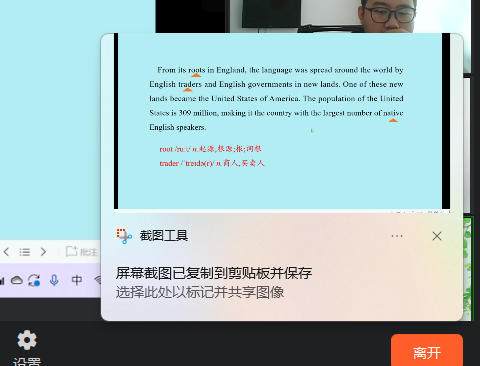 From its roots in England, the language was spread around the world by
English traders and English governments in new lands. One of these new
lands became the United States of America. The population of the United
States is 309 million, making it the country with the largest number of native
English speakers.
root /ruːt/ n.起源,根源;根;词根
trader /ˈtreɪdə(r)/ n.商人,买卖人
截图工具
屏幕截图已复制到剪贴板并保存
选择此处以标记并共享图像
批注
中
设置
离开